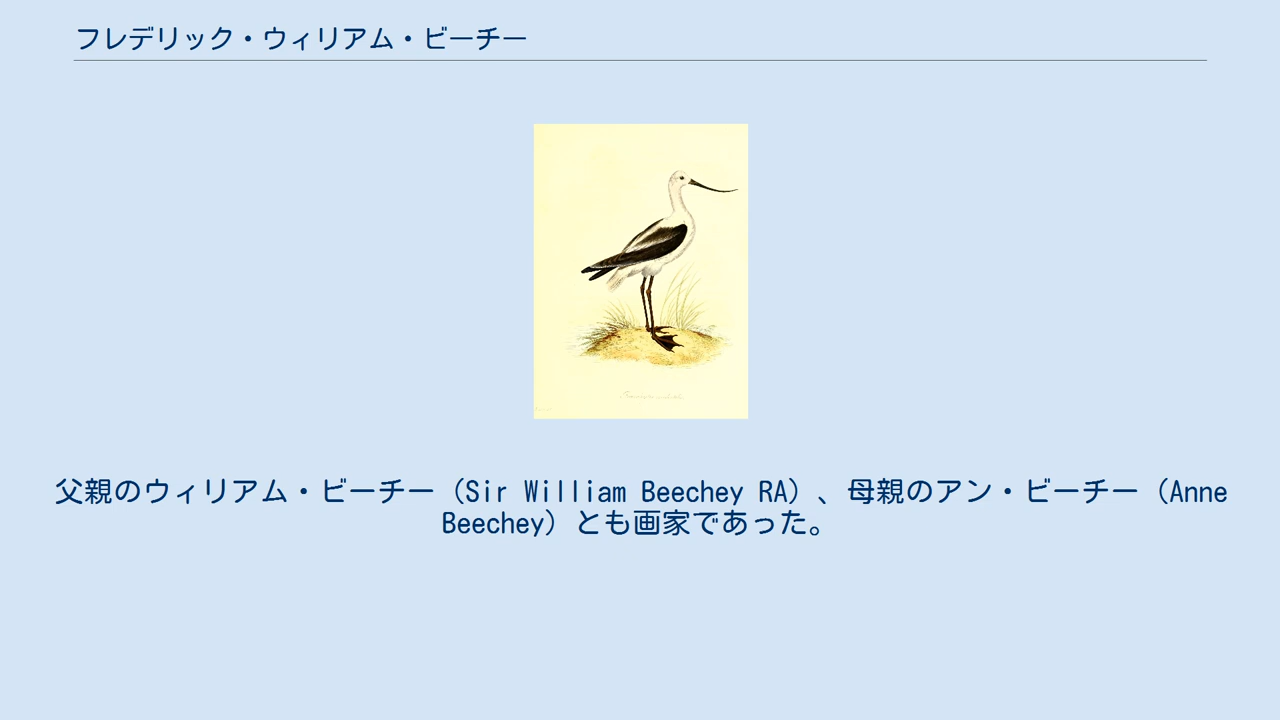 フレデリック・ウィリアム・ビーチー
父親のウィリアム・ビーチー（Sir William Beechey RA）、母親のアン・ビーチー（Anne
Beechey）とも画家であった。